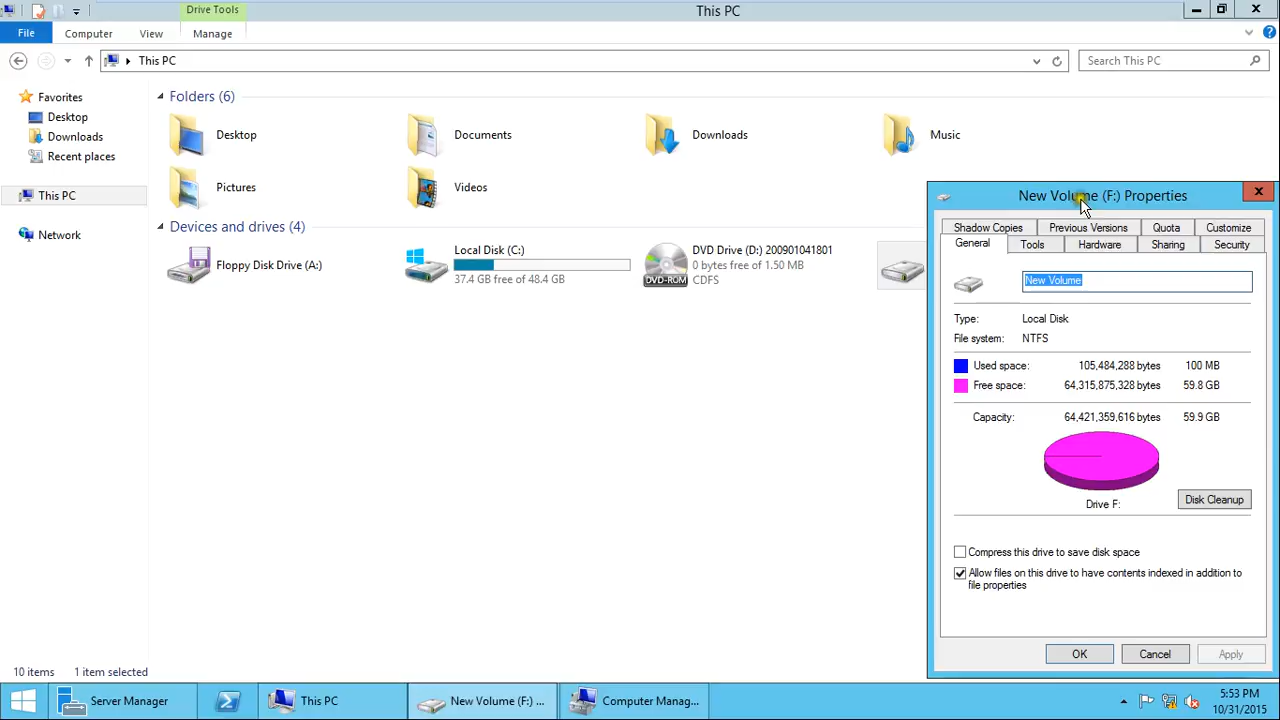 Drive Tools
This PC
File
Computer
View
Manage
This PC
Search This PC
Favorites
Desktop
Downloads
Recent places
This PC
Network
Folders (6)
Desktop
Documents
Downloads
Music
Pictures
Videos
Devices and drives (4)
Floppy Disk Drive (A:)
Local Disk (C:)
37.4 GB free of 48.4 GB
DVD Drive (D:) 200901041801
0 bytes free of 1.50 MB
CDFS
DVD-ROM
New Volume (F:) Properties
Shadow Copies
Previous Versions
Quota
Customize
General
Tools
Hardware
Sharing
Security
New Volume
Type: Local Disk
File system: NTFS
Used space: 105,484,288 bytes 100 MB
Free space: 64,315,875,328 bytes 59.8 GB
Capacity: 64,421,359,616 bytes 59.9 GB
Drive F:
Disk Cleanup
Compress this drive to save disk space
Allow files on this drive to have contents indexed in addition to
file properties
OK
Cancel
Apply
10 items
1 item selected
Server Manager
This PC
New Volume (F:) ...
Computer Manag...
5:53 PM
10/31/2015